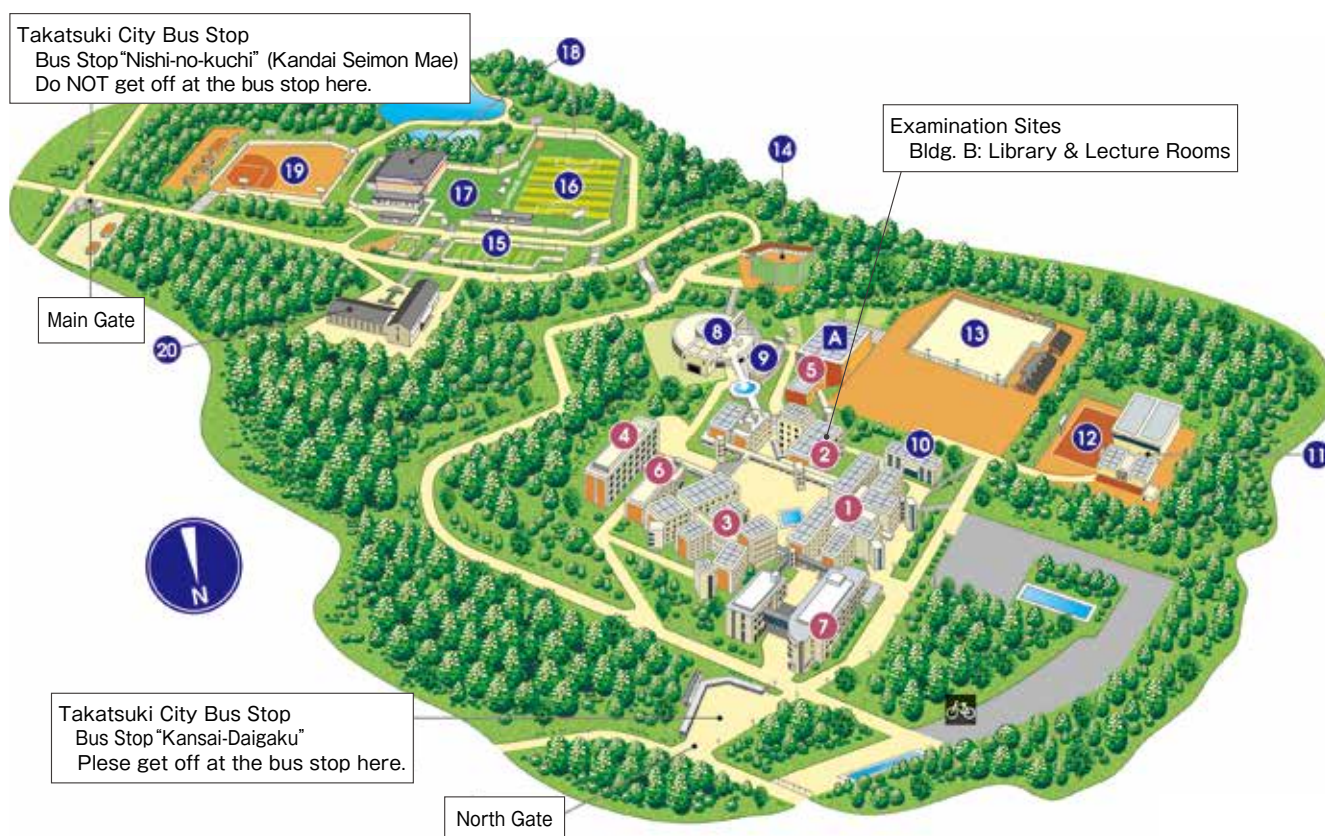 Takatsuki City Bus Stop
Bus Stop “Nishi-no-kuchi” (Kandai Seimon Mae)
Do NOT get off at the bus stop here.
18
Examination Sites
Bldg. B: Library & Lecture Rooms
14
19
17
16
15
Main Gate
20
8
9
A
5
13
4
2
10
12
11
6
3
1
N
7
Takatsuki City Bus Stop
Bus Stop “Kansai-Daigaku”
Plese get off at the bus stop here.
North Gate